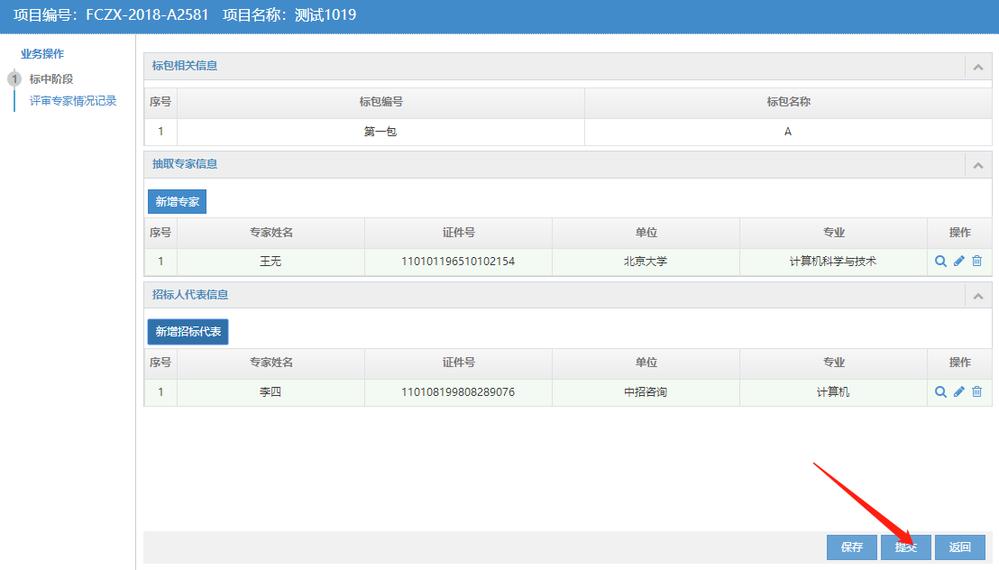 项目编号：FCZX-2018-A2581 项目名称：测试1019
业务操作
1 标中阶段
评审专家情况记录
标包相关信息
序号 标包编号 标包名称
1 第一包 A
抽取专家信息
新增专家
序号 专家姓名 证件号 单位 专业 操作
1 王无 110101196510102154 北京大学 计算机科学与技术
招标人代表信息
新增招标代表
序号 专家姓名 证件号 单位 专业 操作
1 李四 110108199808289076 中招咨询 计算机
保存 提交 返回